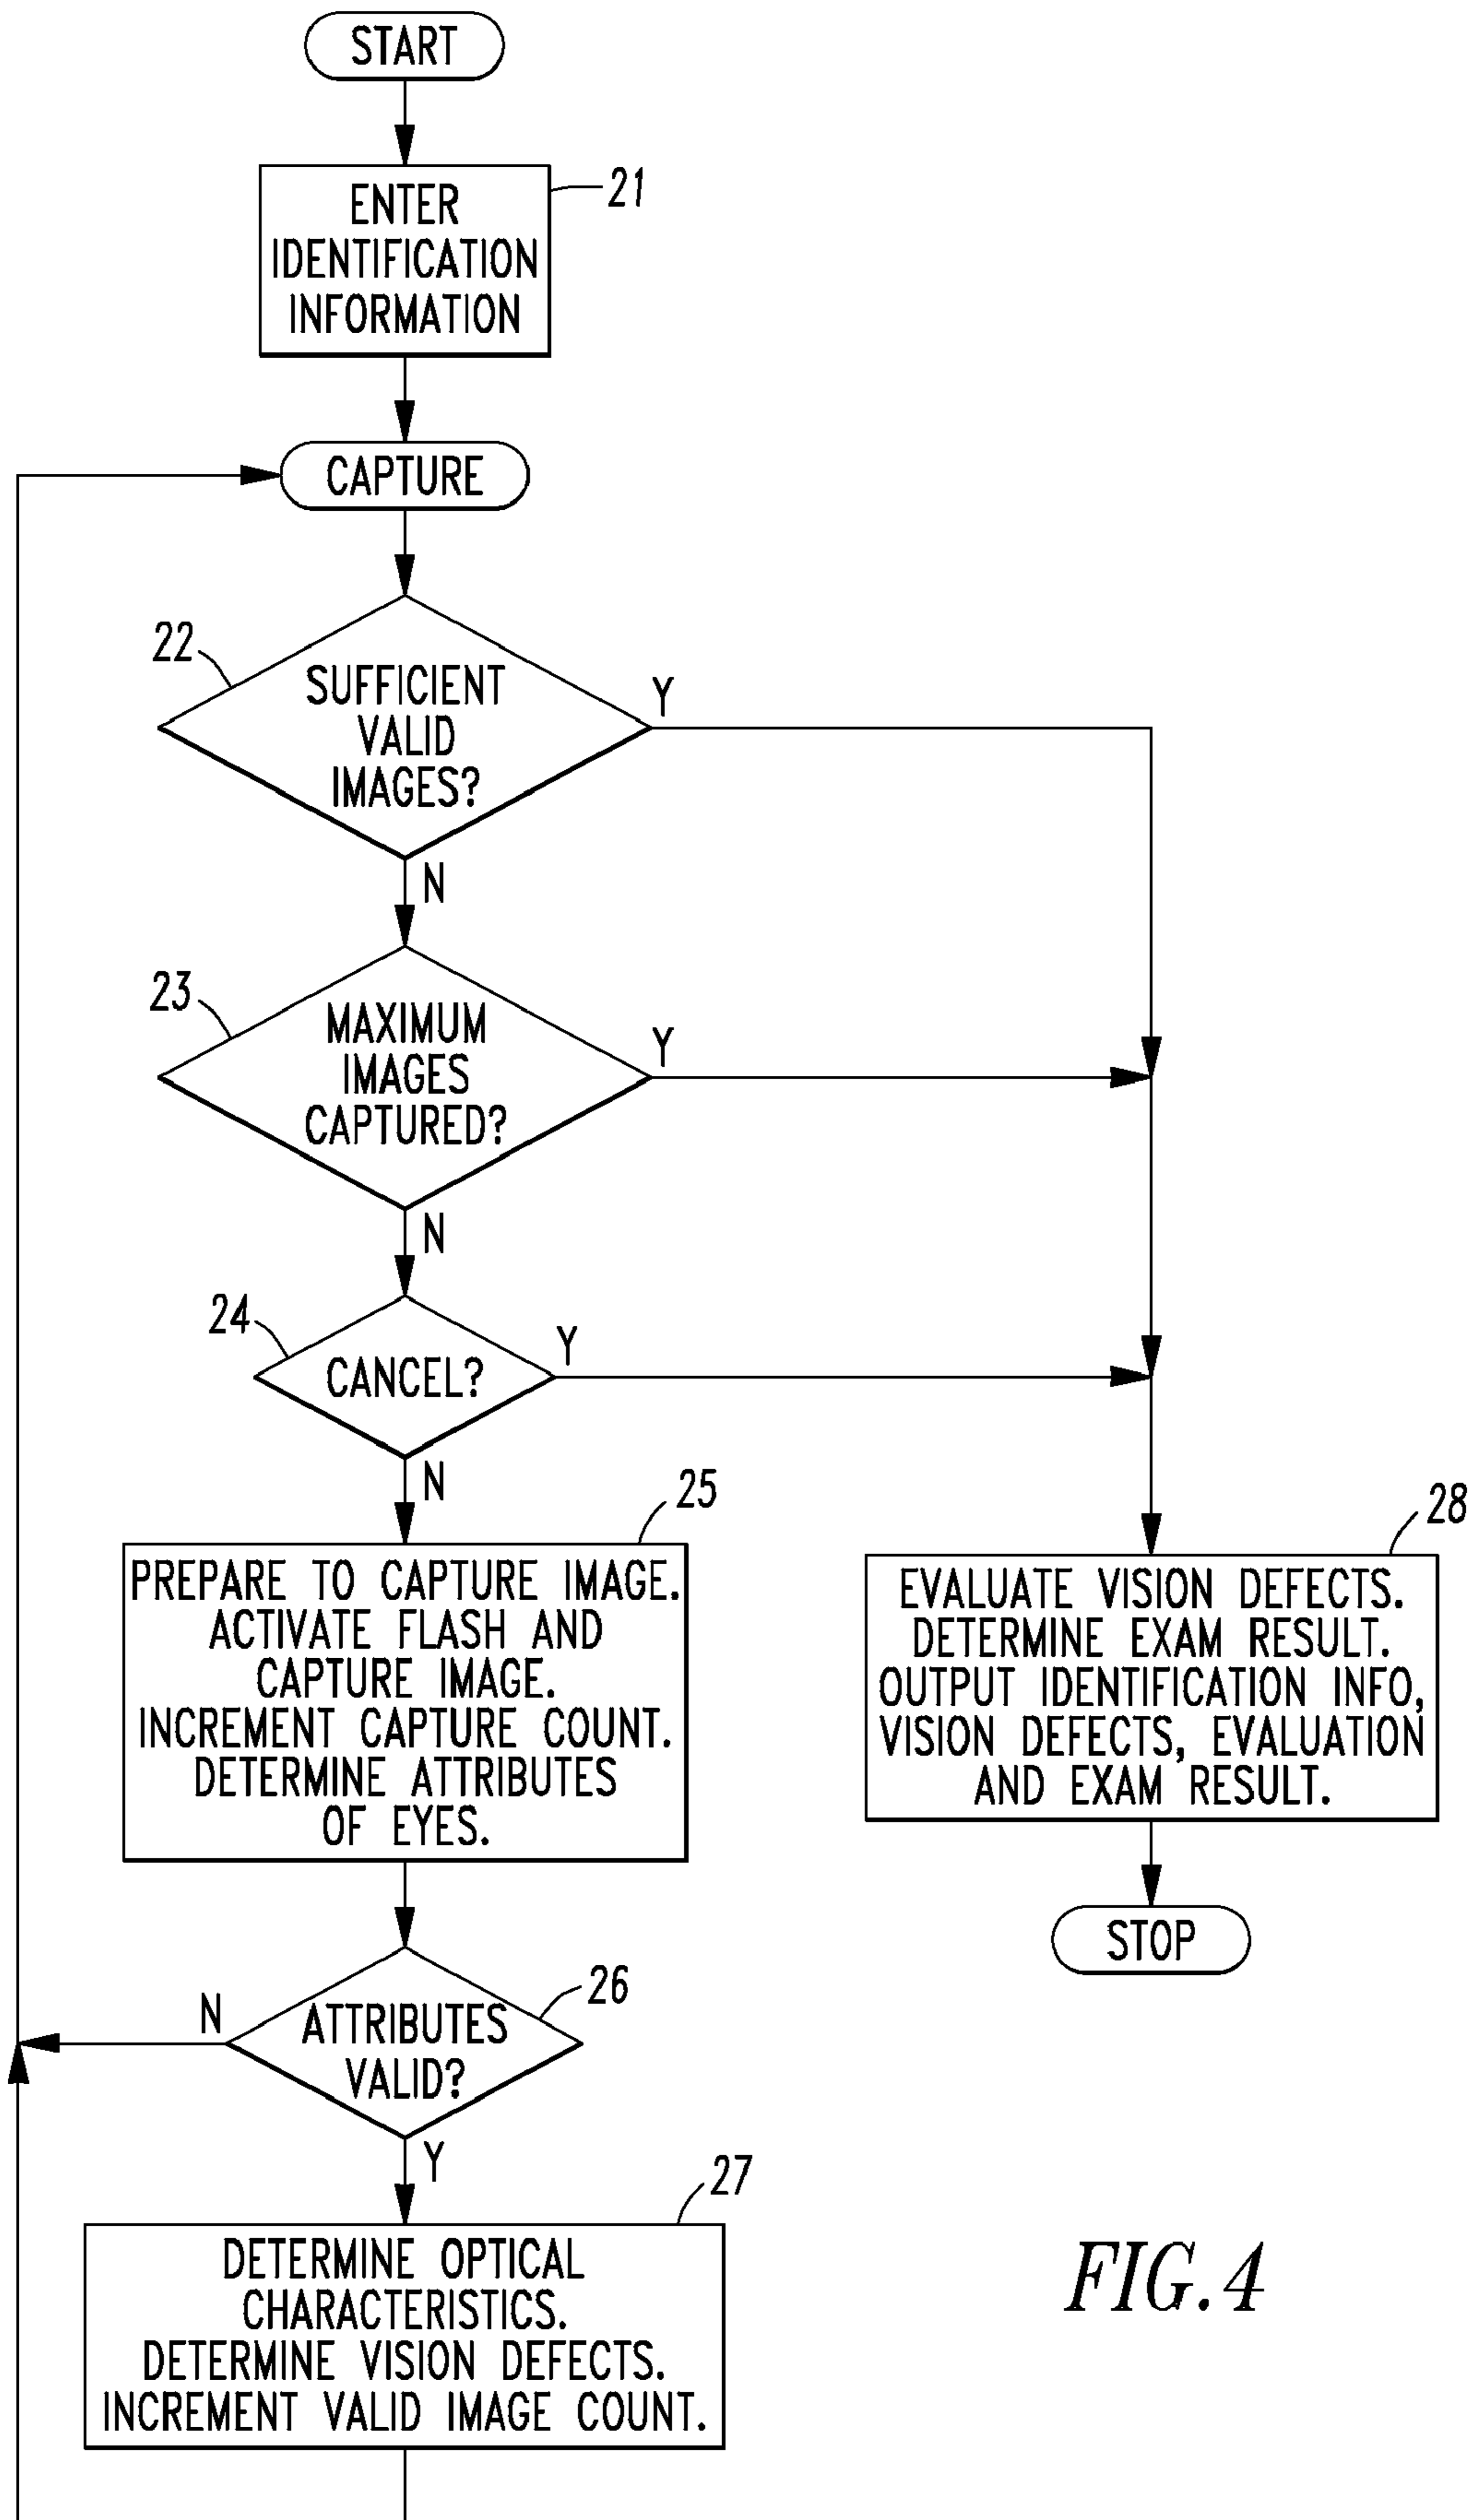 START
21
ENTER
IDENTIFICATION
INFORMATION
CAPTURE
22
SUFFICIENT
VALID
IMAGES?
Y
N
23
MAXIMUM
IMAGES
CAPTURED?
Y
N
24
CANCEL?
Y
N
25
PREPARE TO CAPTURE IMAGE.
ACTIVATE FLASH AND
CAPTURE IMAGE.
INCREMENT CAPTURE COUNT.
DETERMINE ATTRIBUTES
OF EYES.
28
EVALUATE VISION DEFECTS.
DETERMINE EXAM RESULT.
OUTPUT IDENTIFICATION INFO,
VISION DEFECTS, EVALUATION
AND EXAM RESULT.
STOP
26
N
ATTRIBUTES
VALID?
Y
27
DETERMINE OPTICAL
CHARACTERISTICS.
DETERMINE VISION DEFECTS.
INCREMENT VALID IMAGE COUNT.
FIG. 4